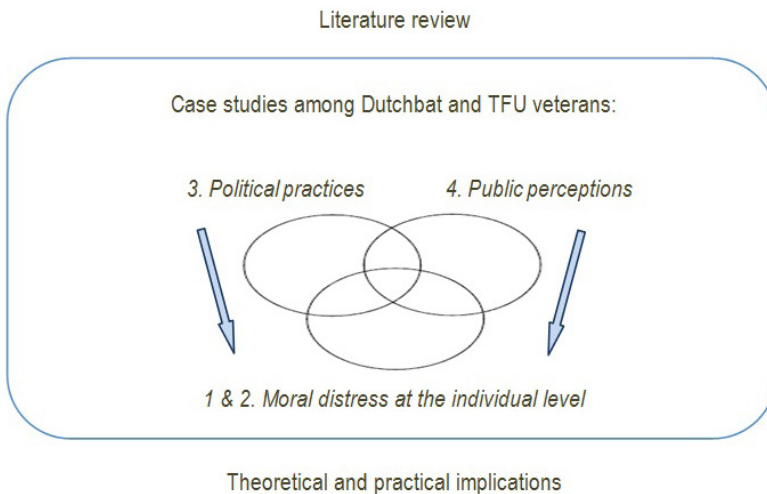 Literature review
Case studies among Dutchbat and TFU veterans:
3. Political practices
4. Public perceptions
1 & 2. Moral distress at the individual level
Theoretical and practical implications